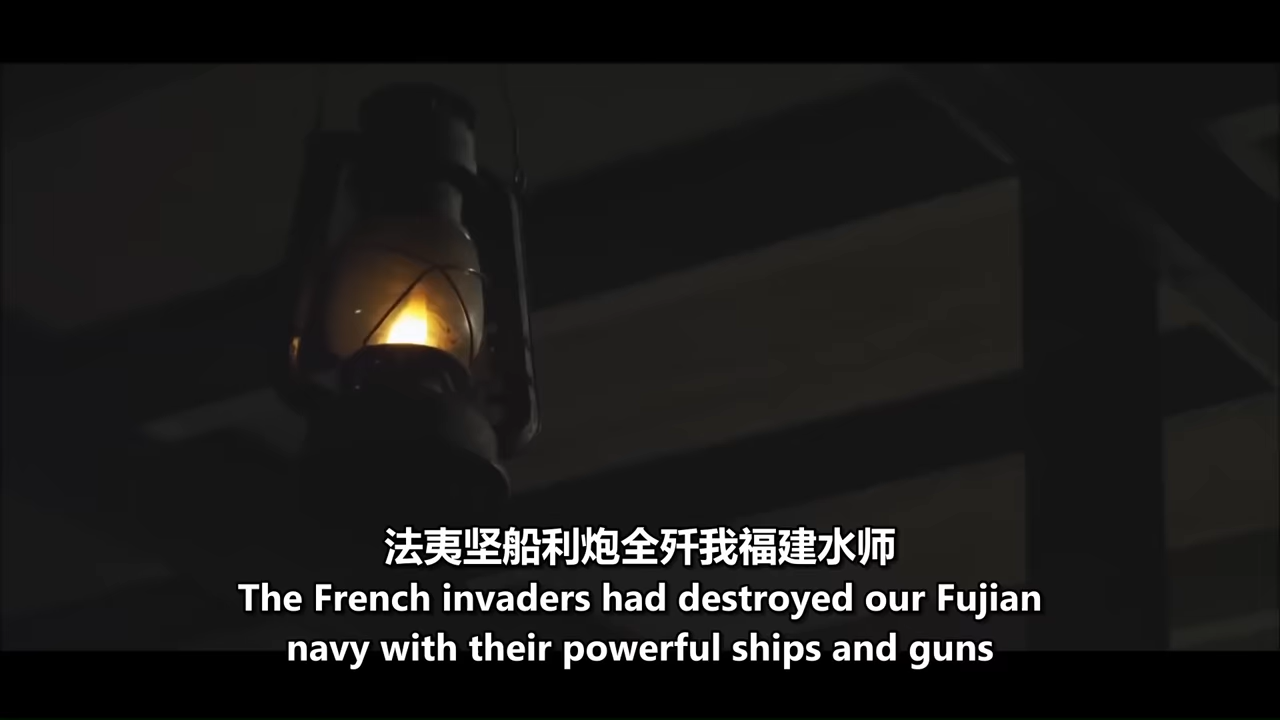 法夷坚船利炮全歼我福建水师
The French invaders had destroyed our Fujian
navy with their powerful ships and guns